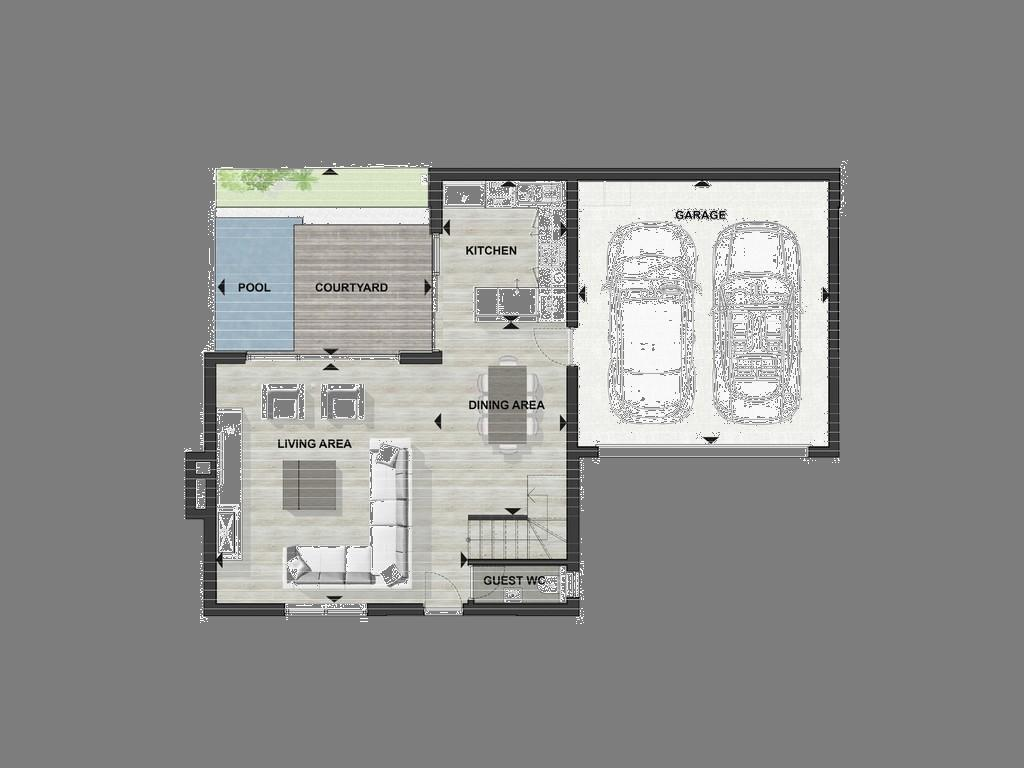 GARAGE
KITCHEN
POOL
COURTYARD
DINING AREA
LIVING AREA
GUEST WC